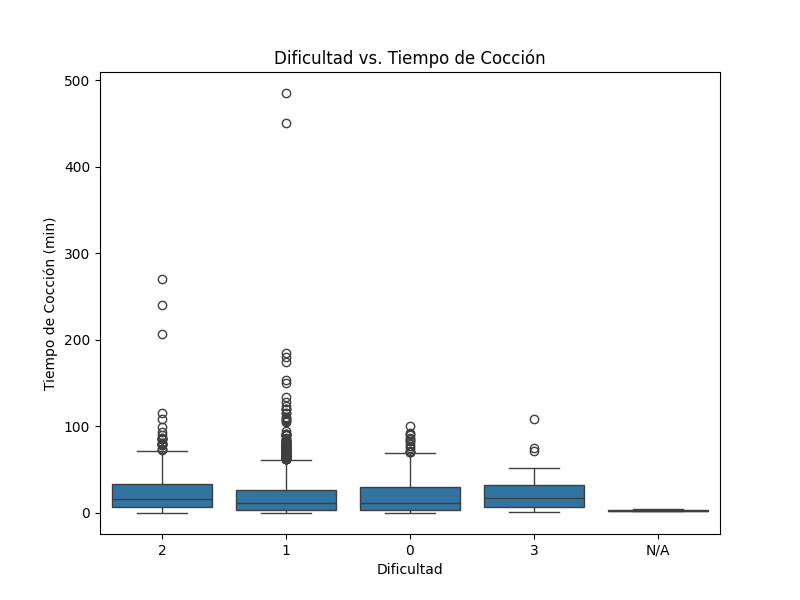 Dificultad vs. Tiempo de Cocción
500
400
300
200
100
0
Tiempo de Cocción (min)
2 1 0 3 N/A
Dificultad